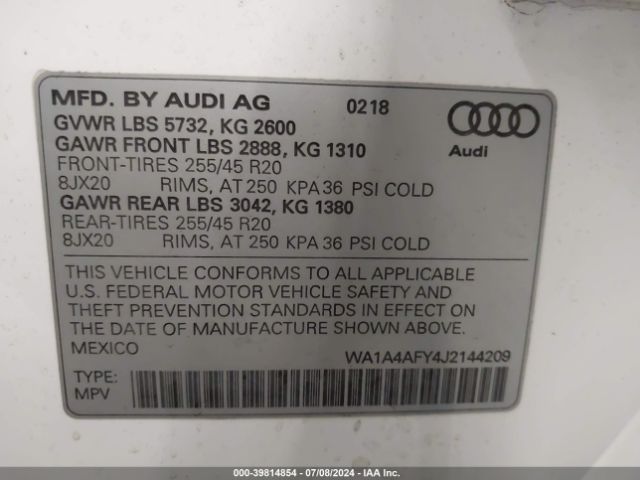 MFD. BY AUDI AG 0218
GVWR LBS 5732, KG 2600
GAWR FRONT LBS 2888, KG 1310
FRONT-TIRES 255/45 R20
8JX20 RIMS, AT 250 KPA 36 PSI COLD
GAWR REAR LBS 3042, KG 1380
REAR-TIRES 255/45 R20
8JX20 RIMS, AT 250 KPA 36 PSI COLD
Audi
THIS VEHICLE CONFORMS TO ALL APPLICABLE
U.S. FEDERAL MOTOR VEHICLE SAFETY AND
THEFT PREVENTION STANDARDS IN EFFECT ON
THE DATE OF MANUFACTURE SHOWN ABOVE.
MEXICO WA1A4AFY4J2144209
TYPE:
MPV
000-39814854 - 07/08/2024 - IAA Inc.